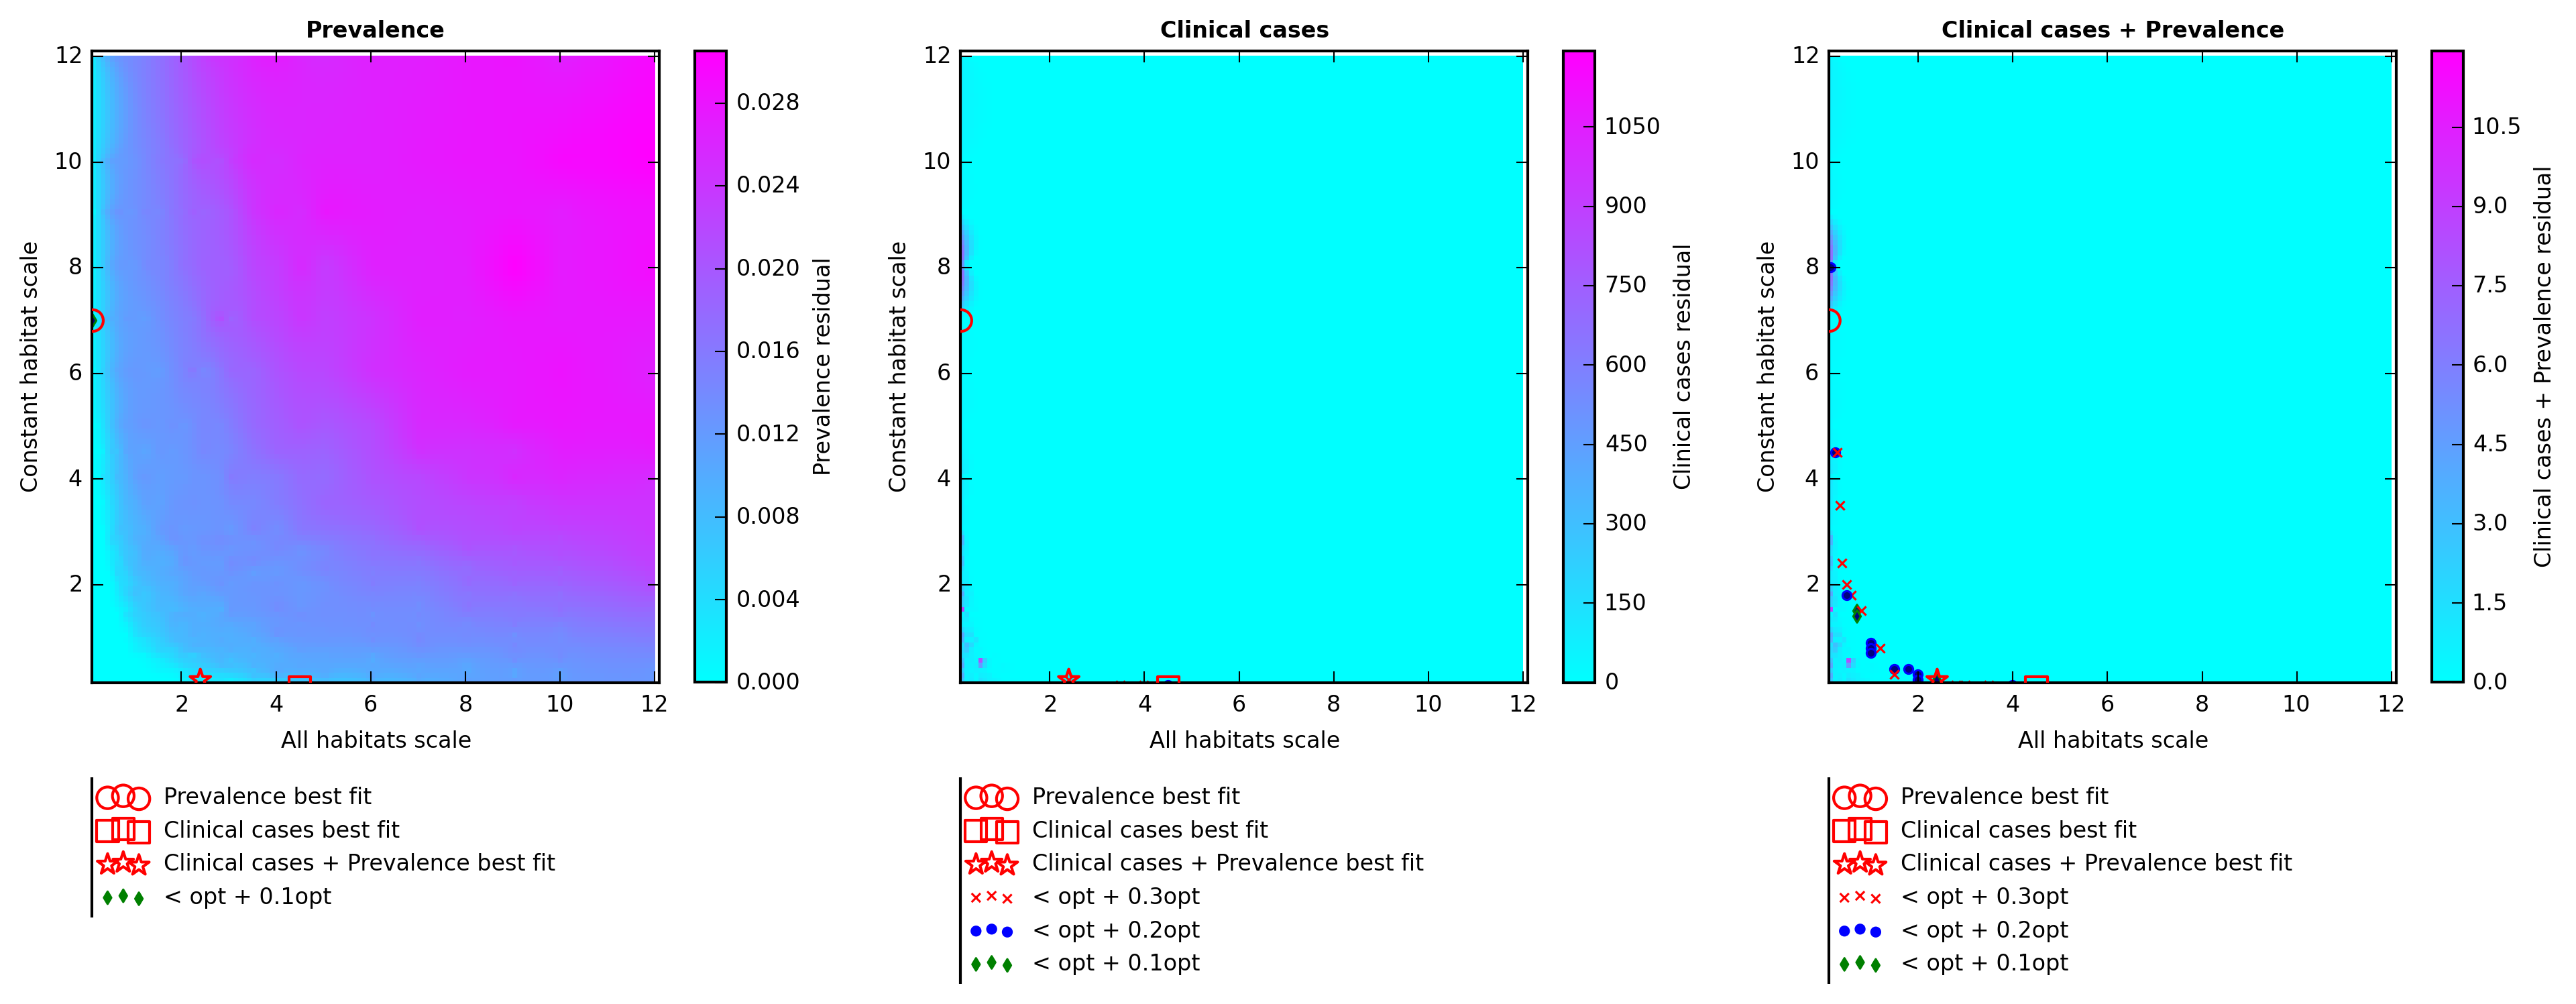 Prevalence
12
10
8
6
4
2
2 4 6 8 10 12
Constant habitat scale
All habitats scale
0.028
0.024
0.020
0.016
0.012
0.008
0.004
0.000
Prevalence residual
Prevalence best fit
Clinical cases best fit
Clinical cases + Prevalence best fit
< opt + 0.1opt
Clinical cases
12
10
8
6
4
2
2 4 6 8 10 12
Constant habitat scale
All habitats scale
1050
900
750
600
450
300
150
0
Clinical cases residual
Prevalence best fit
Clinical cases best fit
Clinical cases + Prevalence best fit
< opt + 0.3opt
< opt + 0.2opt
< opt + 0.1opt
Clinical cases + Prevalence
12
10
8
6
4
2
2 4 6 8 10 12
Constant habitat scale
All habitats scale
10.5
9.0
7.5
6.0
4.5
3.0
1.5
0.0
Clinical cases + Prevalence residual
Prevalence best fit
Clinical cases best fit
Clinical cases + Prevalence best fit
< opt + 0.3opt
< opt + 0.2opt
< opt + 0.1opt